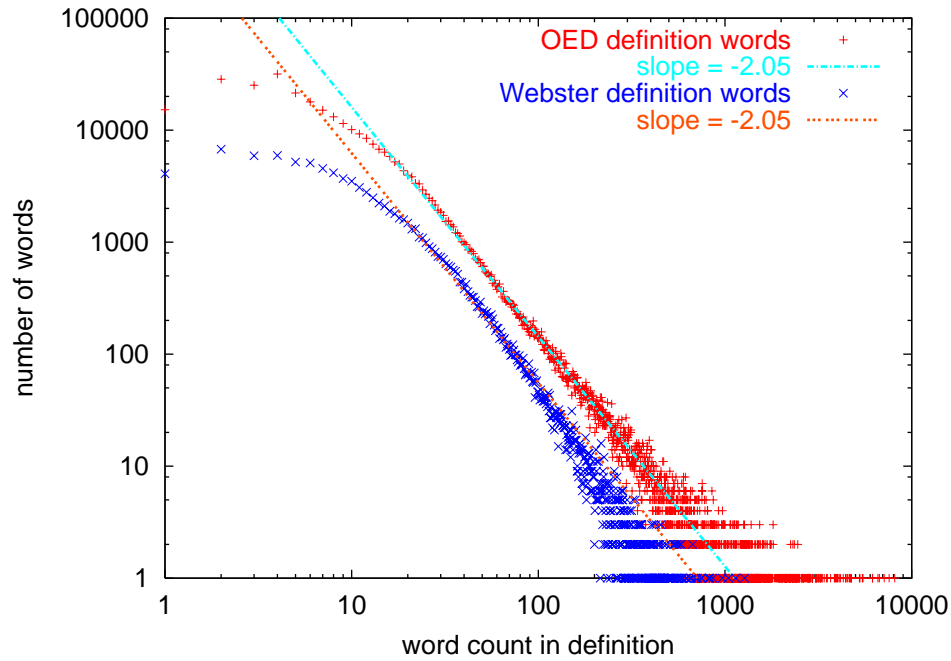 100000
10000
1000
100
10
1
1
10
100
1000
10000
number of words
word count in definition
OED definition words
slope = -2.05
Webster definition words
slope = -2.05